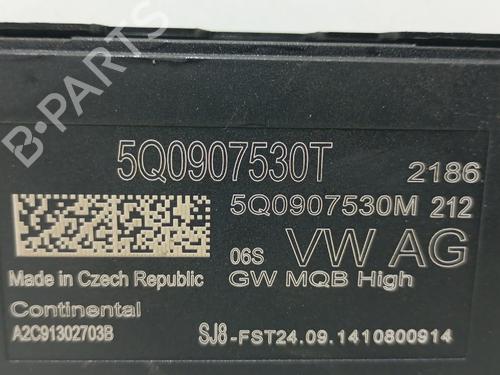 B-PARTS
5Q0907530T 2186
5Q0907530M 212
06S VW AG
Made in Czech Republic GW MQB High
Continental
A2C91302703B SJ8-FST24.09.1410800914